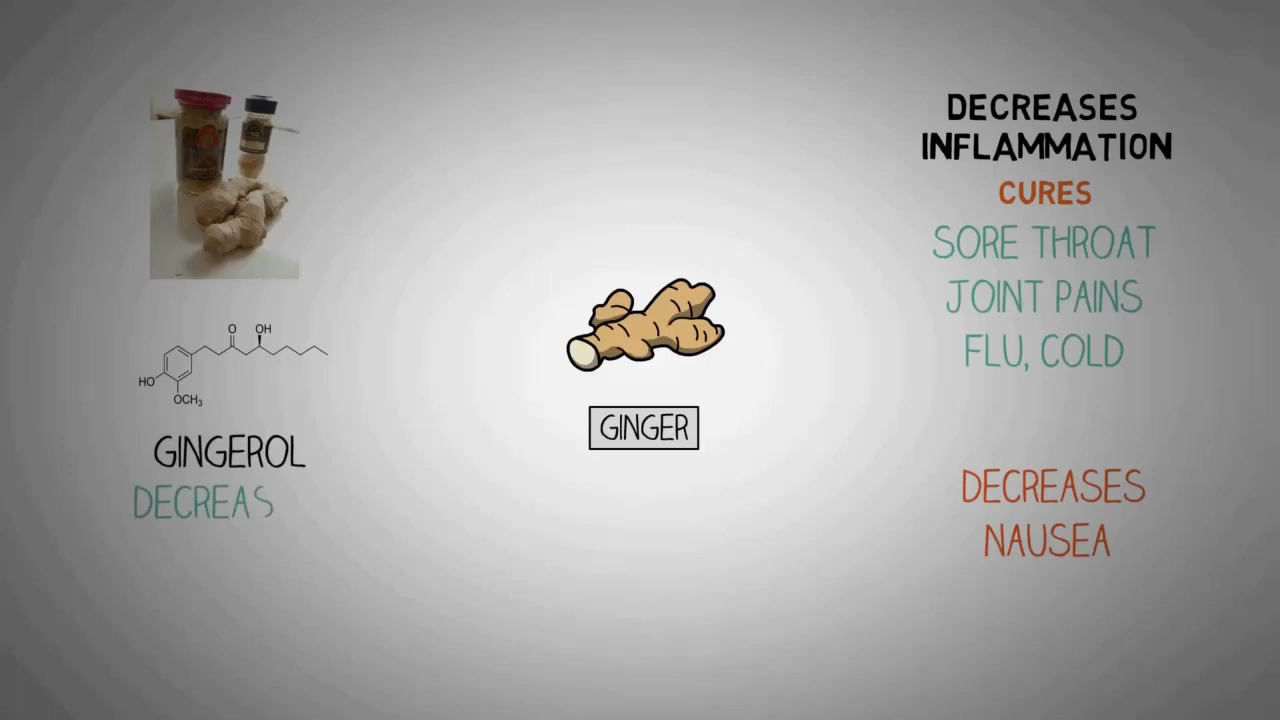 O OH
HO
OCH3
GINGEROL
DECREAS
GINGER
DECREASES
INFLAMMATION
CURES
SORE THROAT
JOINT PAINS
FLU, COLD
DECREASES
NAUSEA